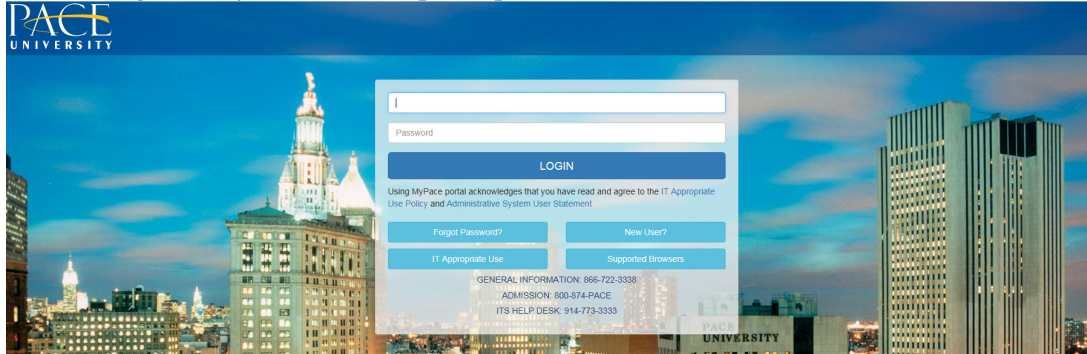 PACE
UNIVERSITY
Password
LOGIN
Using MyPace portal acknowledges that you have read and agree to the IT Appropriate
Use Policy and Administrative System User Statement
Forgot Password?
New User?
IT Appropriate Use
Supported Browsers
GENERAL INFORMATION: 866-722-3338
ADMISSION: 800-874-PACE
ITS HELP DESK: 914-773-3333
PACE
UNIVERSITY